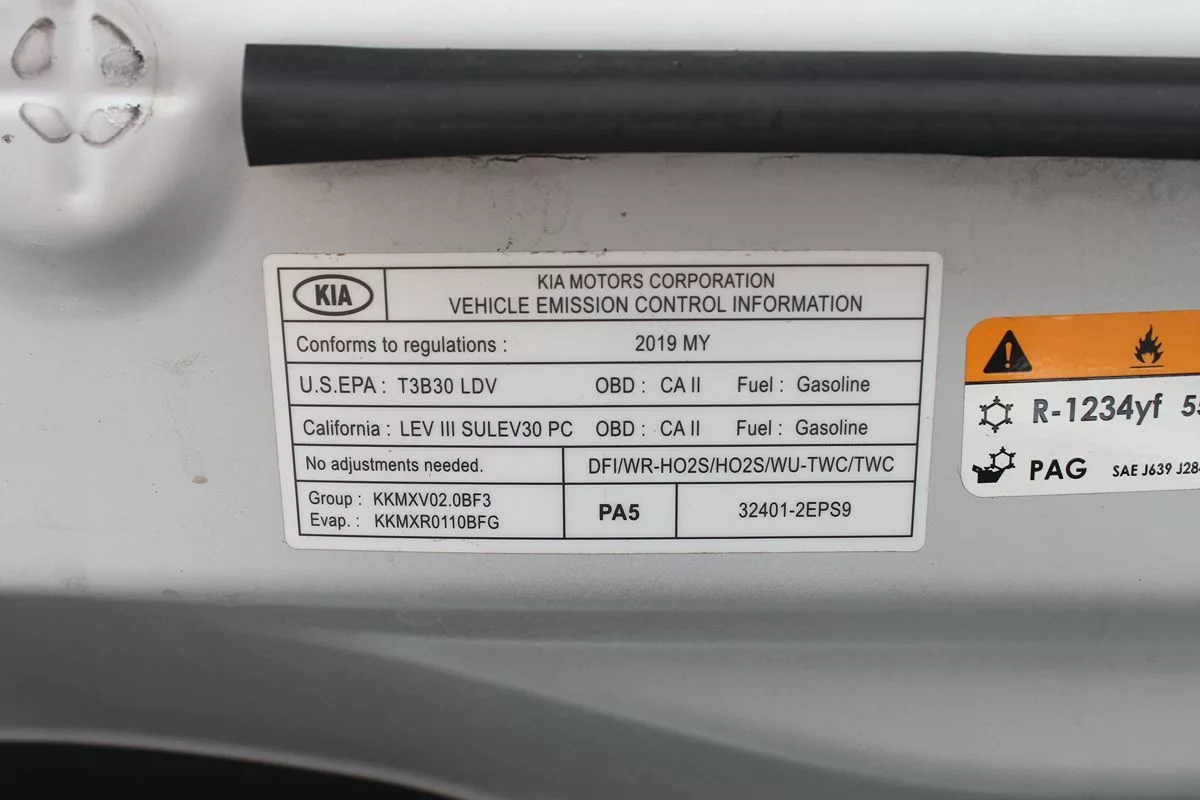 KIA
KIA MOTORS CORPORATION
VEHICLE EMISSION CONTROL INFORMATION
Conforms to regulations : 2019 MY
U.S.EPA : T3B30 LDV OBD : CA II Fuel : Gasoline
California : LEV III SULEV30 PC OBD : CA II Fuel : Gasoline
No adjustments needed. DFI/WR-HO2S/HO2S/WU-TWC/TWC
Group : KKMXV02.0BF3
Evap. : KKMXR0110BFG
PA5
32401-2EPS9
R-1234yf
PAG SAE J639